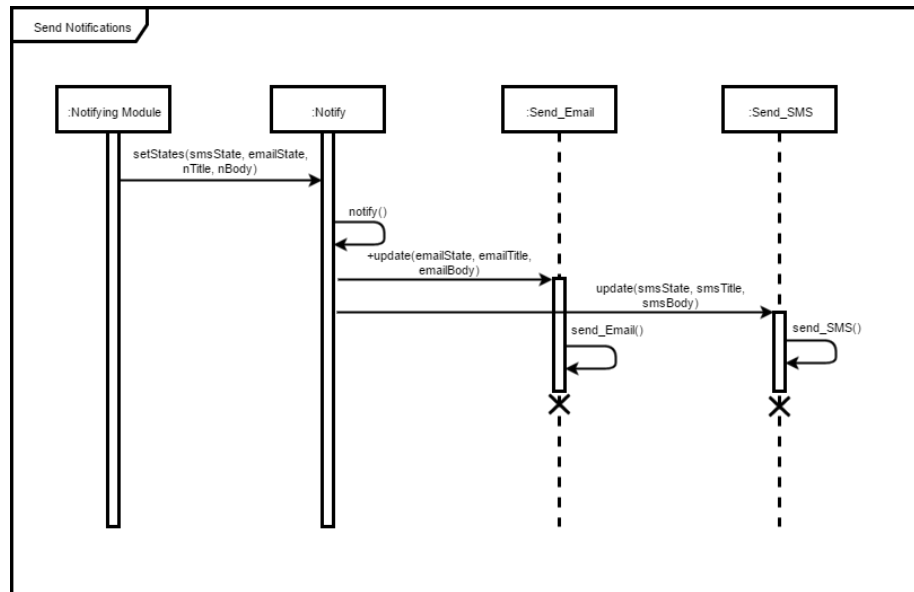 Send Notifications
:Notifying Module
:Notify
:Send_Email
:Send_SMS
setStates(smsState, emailState,
nTitle, nBody)
notify()
+update(emailState, emailTitle,
emailBody)
update(smsState, smsTitle,
smsBody)
send_Email()
send_SMS()